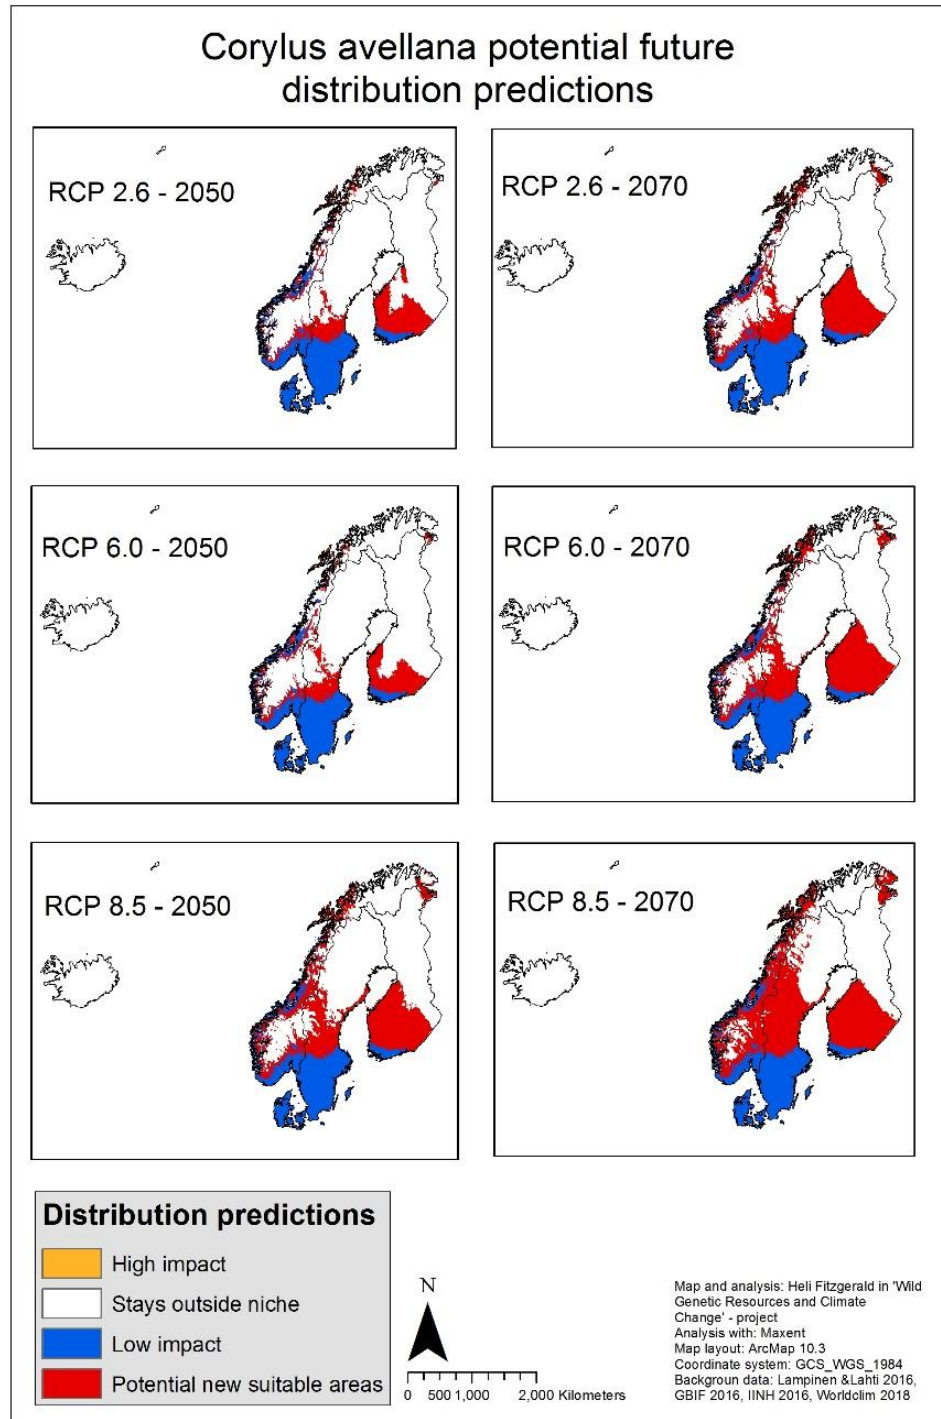 Corylus avellana potential future
distribution predictions
RCP 2.6 - 2050
RCP 2.6 - 2070
RCP 6.0 - 2050
RCP 6.0 - 2070
RCP 8.5 - 2050
RCP 8.5 - 2070
Distribution predictions
High impact
Stays outside niche
Low impact
Potential new suitable areas
N
0 500 1,000 2,000 Kilometers
Map and analysis: Heli Fitzgerald in 'Wild
Genetic Resources and Climate
Change' - project
Analysis with: Maxent
Map layout: ArcMap 10.3
Coordinate system: GCS_WGS_1984
Backgroun data: Lampinen &Lahti 2016,
GBIF 2016, IINH 2016, Worldclim 2018